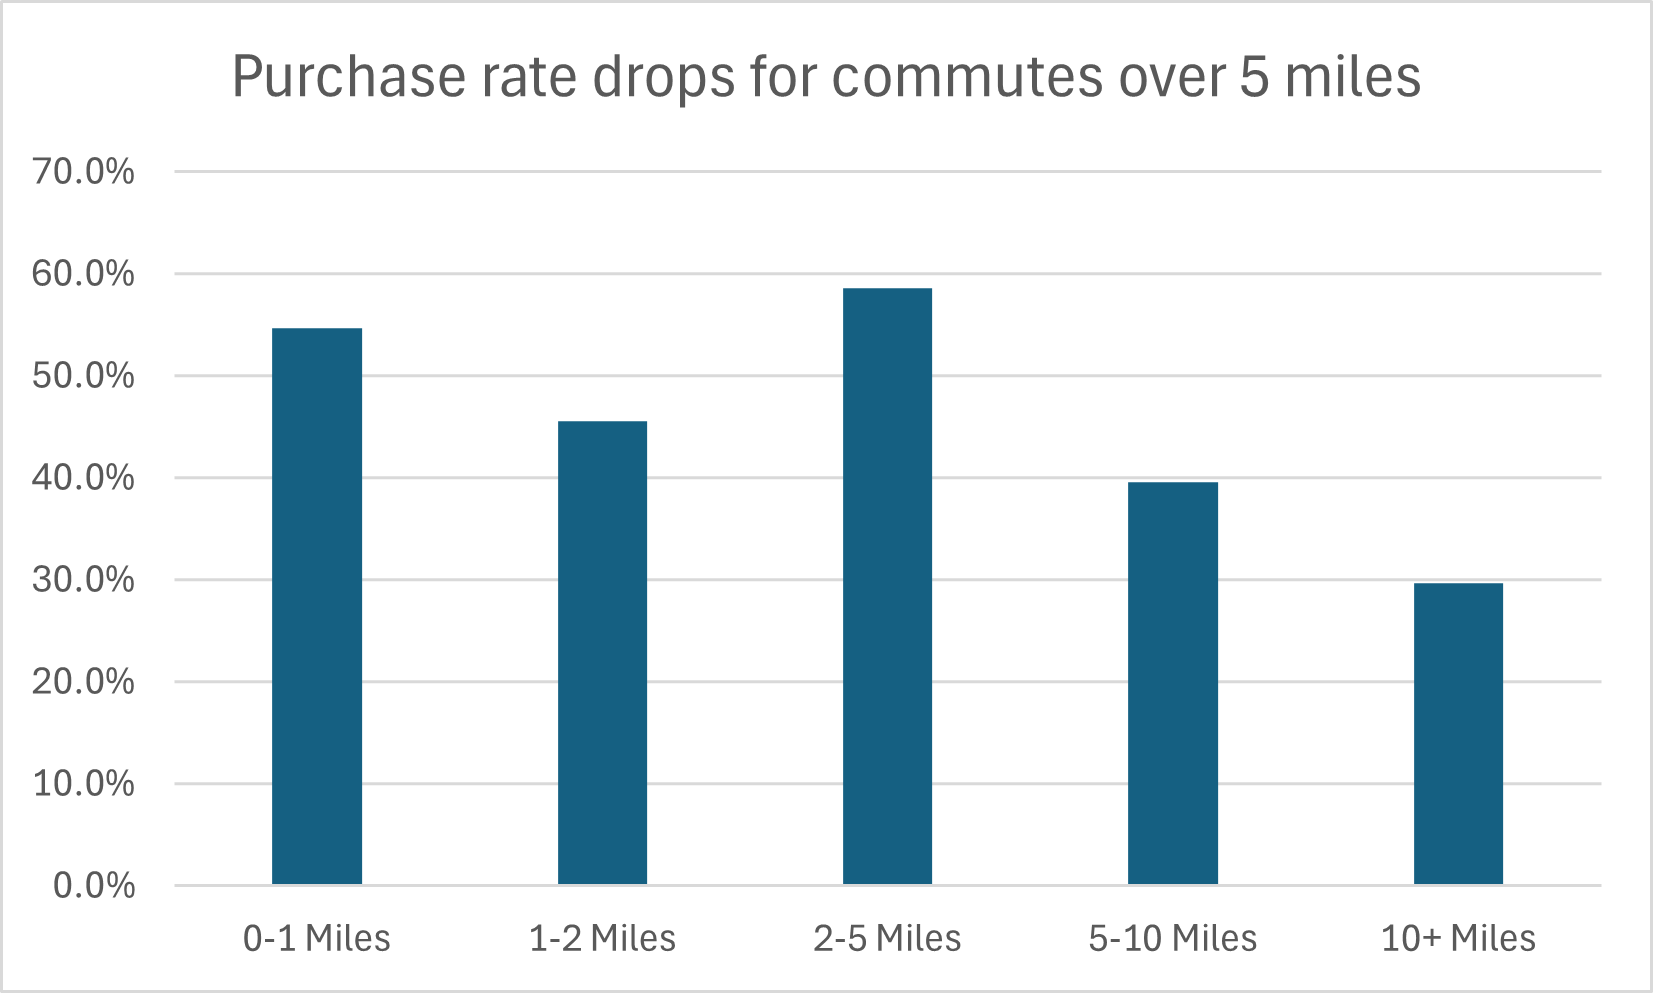 Purchase rate drops for commutes over 5 miles
70.0%
60.0%
50.0%
40.0%
30.0%
20.0%
10.0%
0.0%
0-1 Miles
1-2 Miles
2-5 Miles
5-10 Miles
10+ Miles